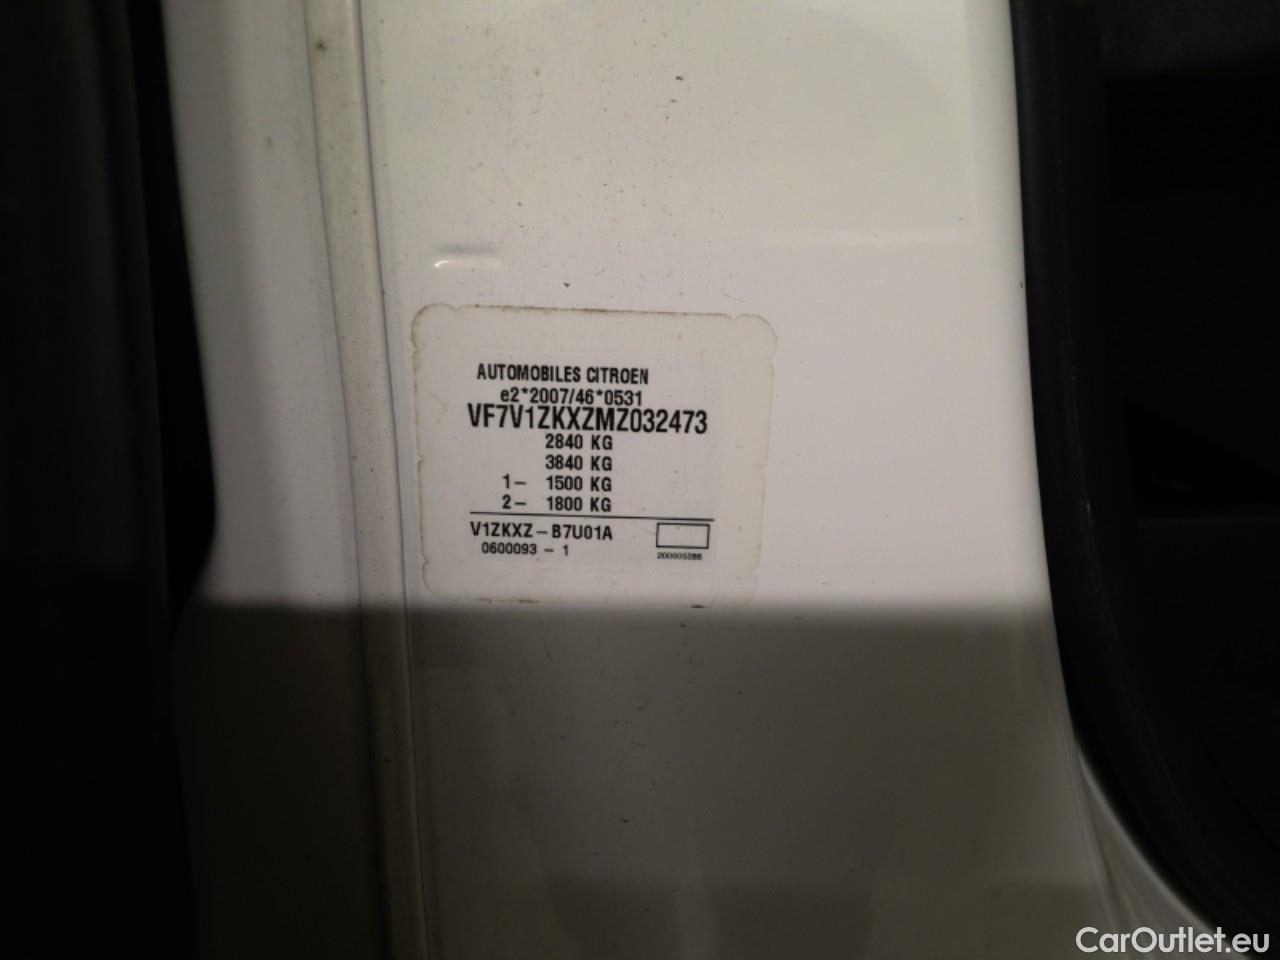 AUTOMOBILES CITROEN
e2*2007/46*0531
VF7V1ZKXZMZ032473
2840 KG
3840 KG
1- 1500 KG
2- 1800 KG
V1ZKXZ-B7U01A
0600093 - 1
CarOutlet.eu